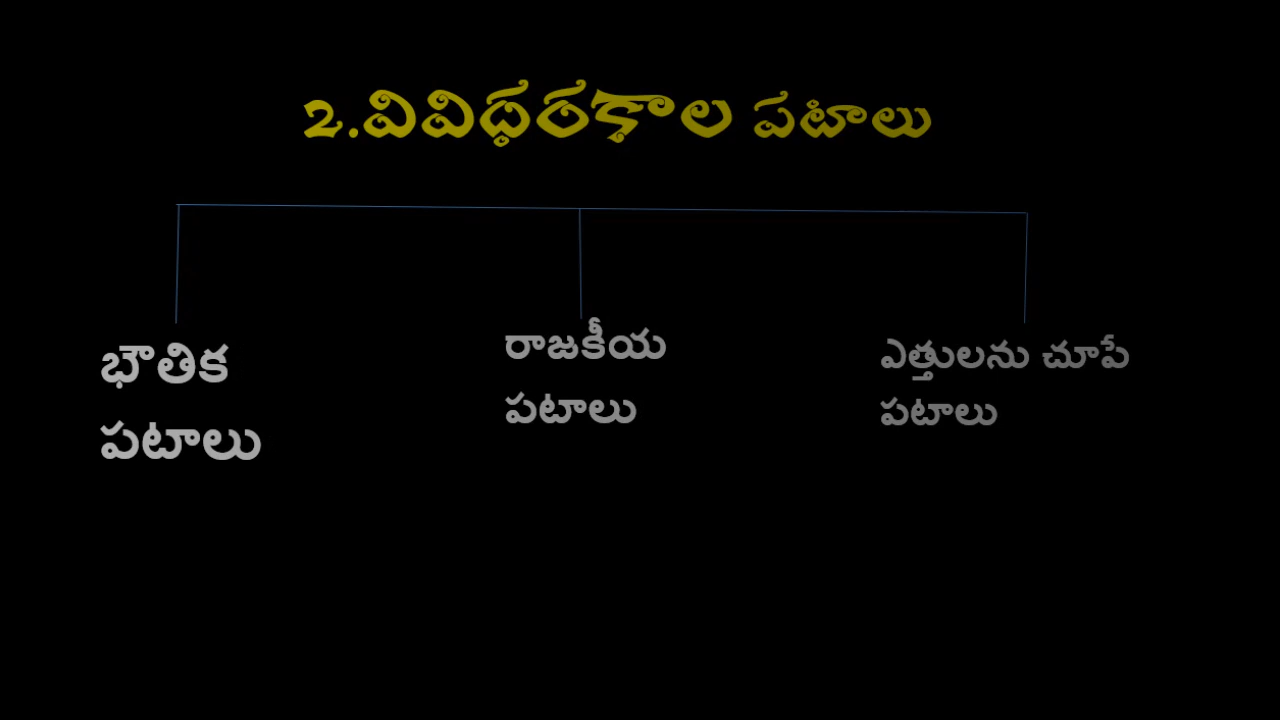 2.వివిధరకాల పటాలు
భౌతిక
పటాలు
రాజకీయ
పటాలు
ఎత్తులను చూపే
పటాలు